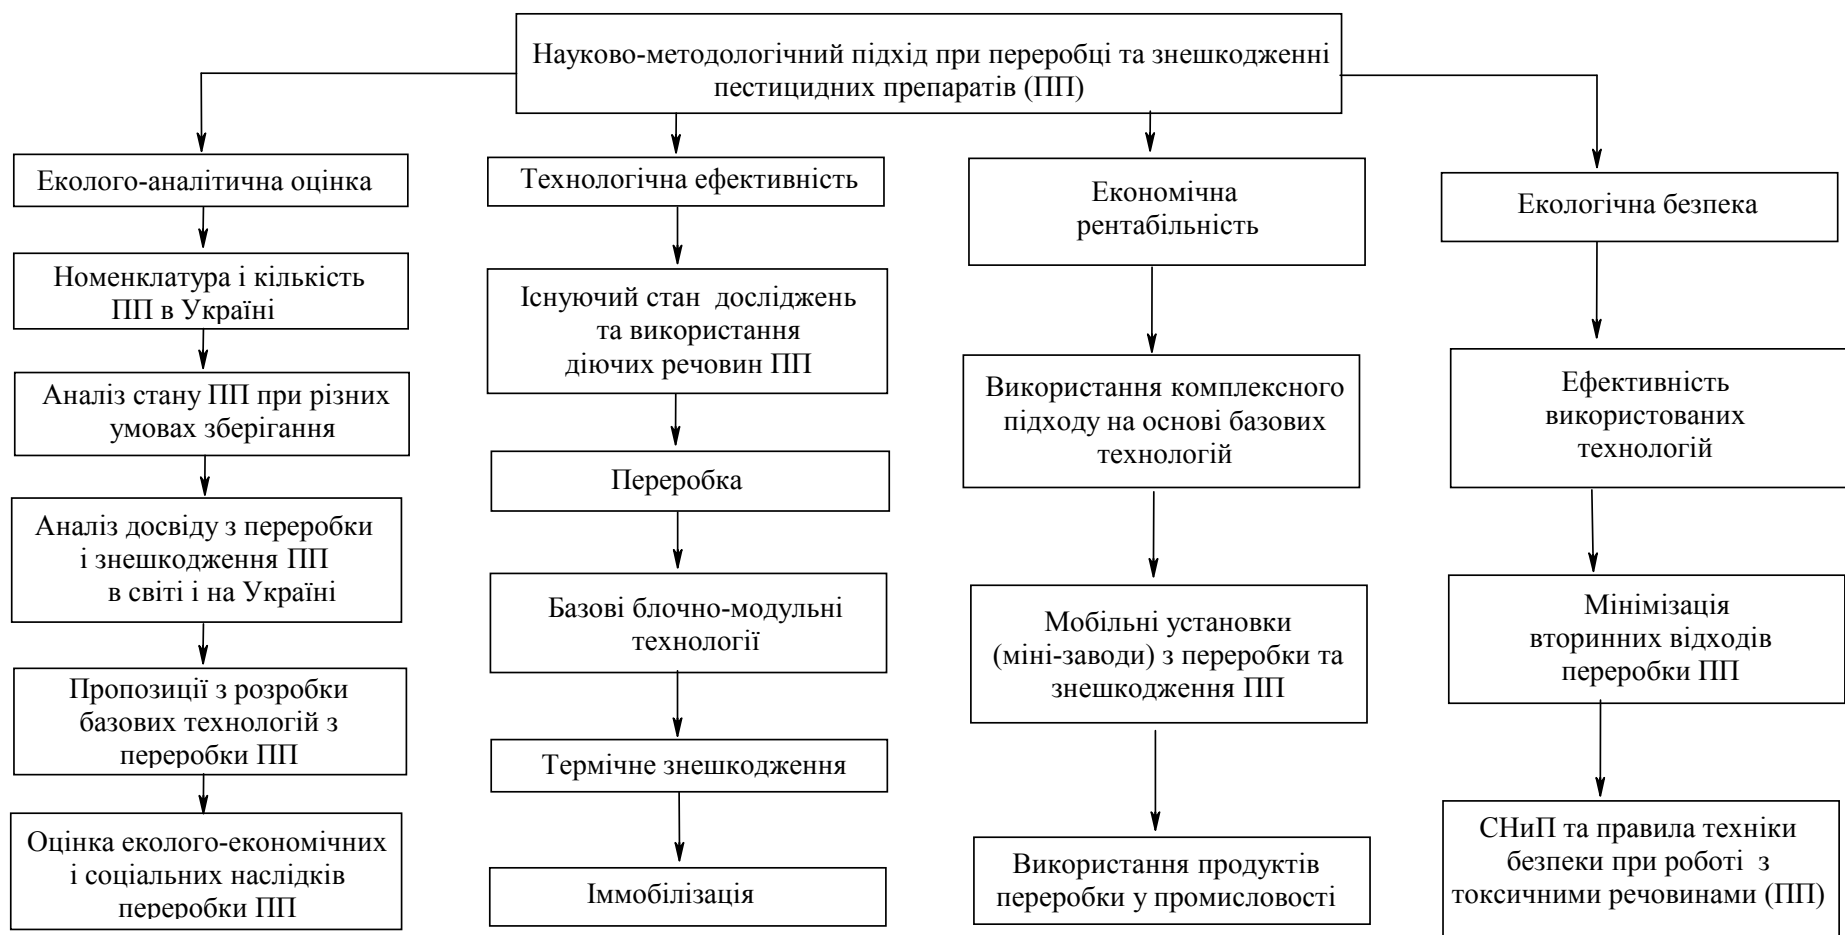 Науково-методологічний підхід при переробці та знешкодженні
пестицидних препаратів (ПП)
Еколого-аналітична оцінка
Номенклатура і кількість
ПП в Україні
Аналіз стану ПП при різних
умовах зберігання
Аналіз досвіду з переробки
і знешкодження ПП
в світі і на Україні
Пропозиції з розробки
базових технологій з
переробки ПП
Оцінка еколого-економічних
і соціальних наслідків
переробки ПП
Технологічна ефективність
Існуючий стан досліджень
та використання
діючих речовин ПП
Переробка
Базові блочно-модульні
технології
Термічне знешкодження
Іммобілізація
Економічна
рентабільність
Використання комплексного
підходу на основі базових
технологій
Мобільні установки
(міні-заводи) з переробки та
знешкодження ПП
Використання продуктів
переробки у промисловості
Екологічна безпека
Ефективність
використованих
технологій
Мінімізація
вторинних відходів
переробки ПП
СНиП та правила техніки
безпеки при роботі з
токсичними речовинами (ПП)